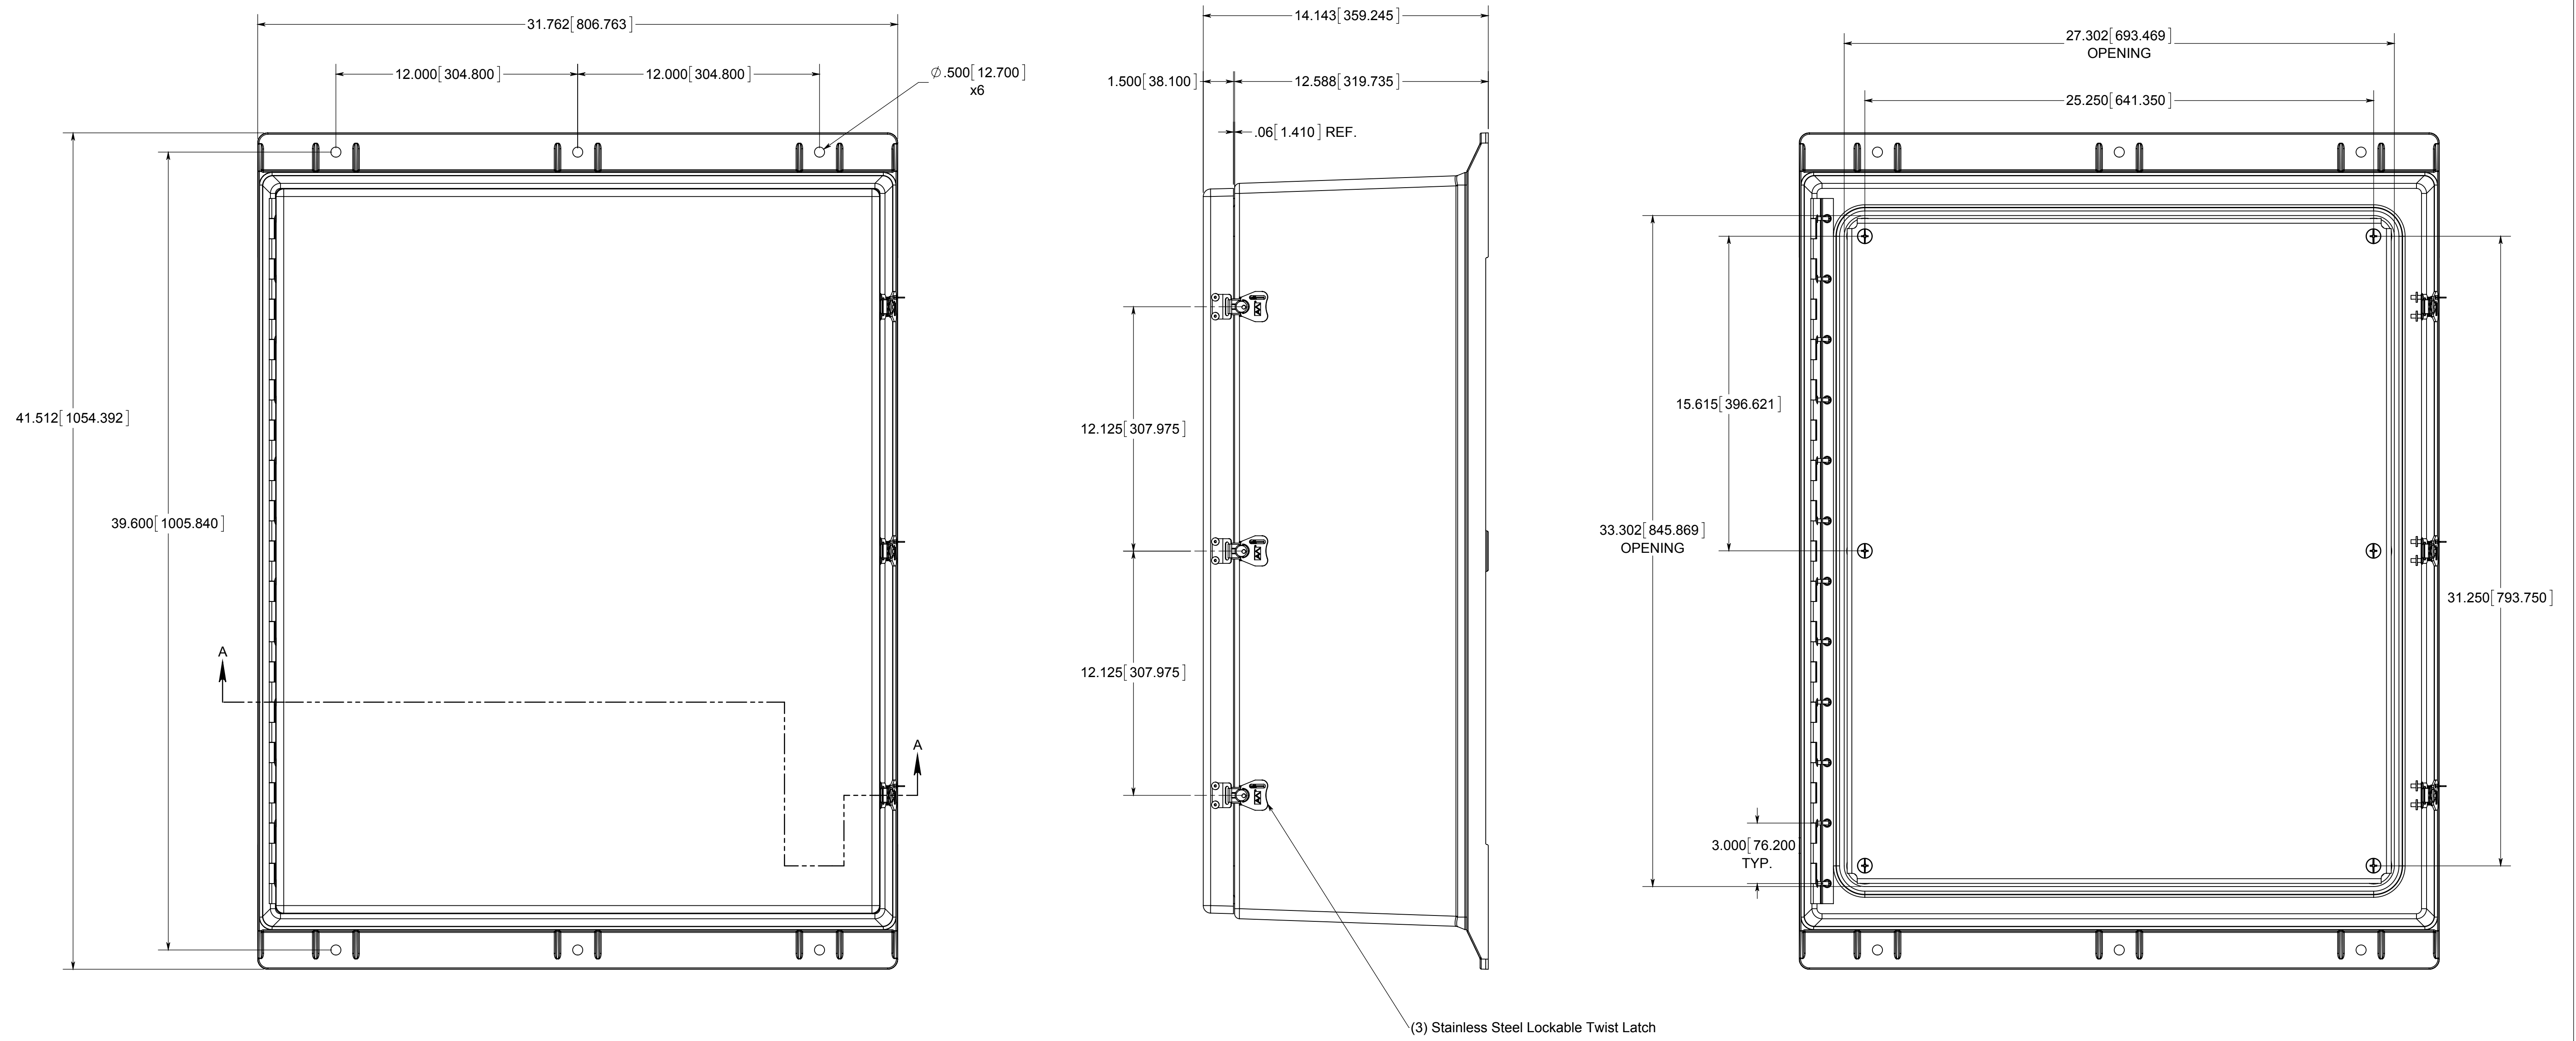 31.762[806.763]
12.000[304.800]
12.000[304.800]
Ø.500[12.700]
x6
41.512[1054.392]
39.600[1005.840]
A
A
14.143[359.245]
1.500[38.100]
12.588[319.735]
.06[1.410] REF.
12.125[307.975]
12.125[307.975]
(3) Stainless Steel Lockable Twist Latch
27.302[693.469]
OPENING
25.250[641.350]
15.615[396.621]
33.302[845.869]
OPENING
31.250[793.750]
3.000[76.200
TYP.